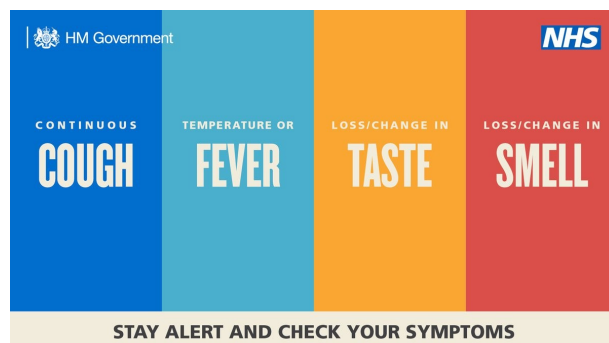 HM Government
NHS
CONTINUOUS
COUGH
TEMPERATURE OR
FEVER
LOSS/CHANGE IN
TASTE
LOSS/CHANGE IN
SMELL
STAY ALERT AND CHECK YOUR SYMPTOMS